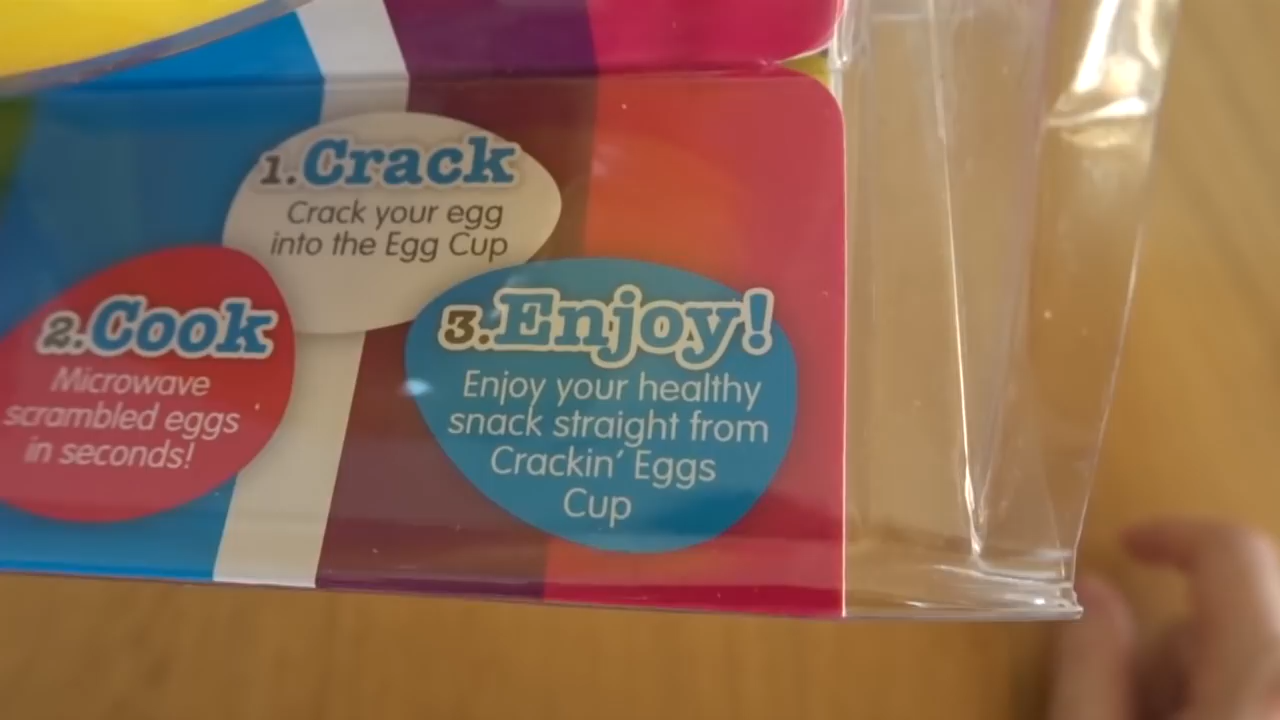 1.Crack
Crack your egg
into the Egg Cup
2.Cook
Microwave
scrambled eggs
in seconds!
3.Enjoy!
Enjoy your healthy
snack straight from
Crackin' Eggs
Cup